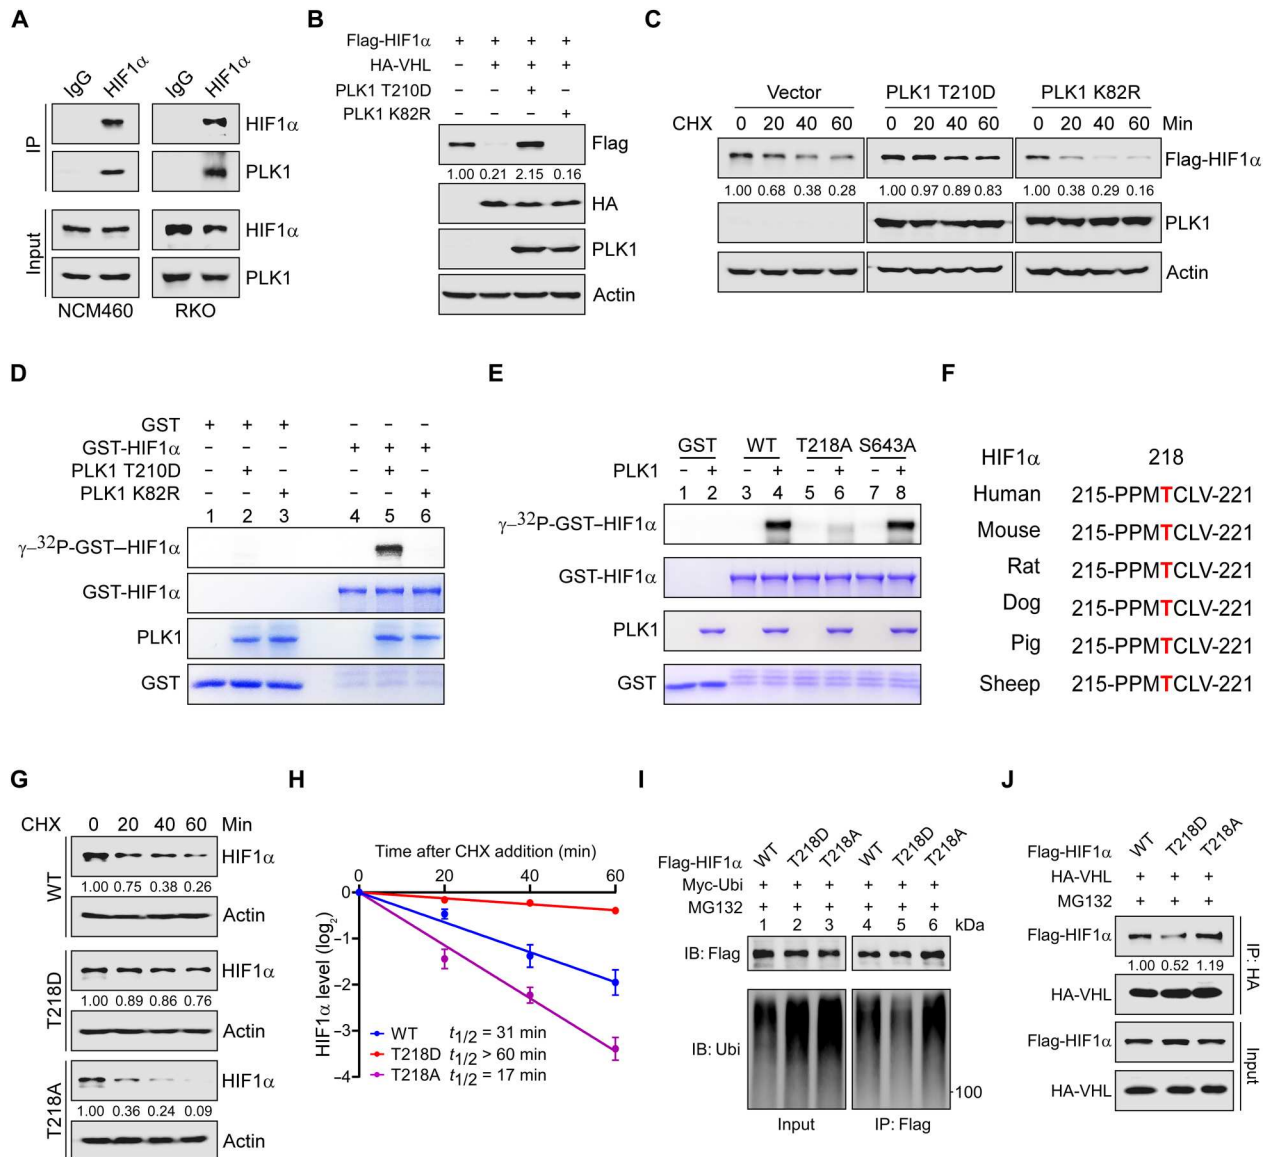 A
IgG HIF1α IgG HIF1α
IP
HIF1α
PLK1
Input
HIF1α
PLK1
NCM460 RKO
B
Flag-HIF1α + + + +
HA-VHL – + + +
PLK1 T210D – – + –
PLK1 K82R – – – +
Flag
1.00 0.21 2.15 0.16
HA
PLK1
Actin
C
Vector PLK1 T210D PLK1 K82R
CHX 0 20 40 60 0 20 40 60 0 20 40 60 Min
Flag-HIF1α
1.00 0.68 0.38 0.28 1.00 0.97 0.89 0.83 1.00 0.38 0.29 0.16
PLK1
Actin
D
GST + + + – – –
GST-HIF1α – – – + + +
PLK1 T210D – + – – + –
PLK1 K82R – – + – – +
1 2 3 4 5 6
γ–32P-GST–HIF1α
GST-HIF1α
PLK1
GST
E
GST WT T218A S643A
PLK1 – + – + – + – +
1 2 3 4 5 6 7 8
γ–32P-GST–HIF1α
GST-HIF1α
PLK1
GST
F
HIF1α 218
Human 215-PPMTCLV-221
Mouse 215-PPMTCLV-221
Rat 215-PPMTCLV-221
Dog 215-PPMTCLV-221
Pig 215-PPMTCLV-221
Sheep 215-PPMTCLV-221
G
CHX 0 20 40 60 Min
WT
HIF1α
1.00 0.75 0.38 0.26
Actin
T218D
HIF1α
1.00 0.89 0.86 0.76
Actin
T218A
HIF1α
1.00 0.36 0.24 0.09
Actin
H
Time after CHX addition (min)
0 20 40 60
HIF1α level (log2)
0
–1
–2
–3
–4
WT t1/2 = 31 min
T218D t1/2 > 60 min
T218A t1/2 = 17 min
I
Flag-HIF1α WT T218D T218A WT T218D T218A
Myc-Ubi + + + + + +
MG132 + + + + + +
1 2 3 4 5 6 kDa
IB: Flag
IB: Ubi
-100
Input IP: Flag
J
Flag-HIF1α WT T218D T218A
HA-VHL + + +
MG132 + + +
Flag-HIF1α
1.00 0.52 1.19
HA-VHL
IP: HA
Flag-HIF1α
HA-VHL
Input